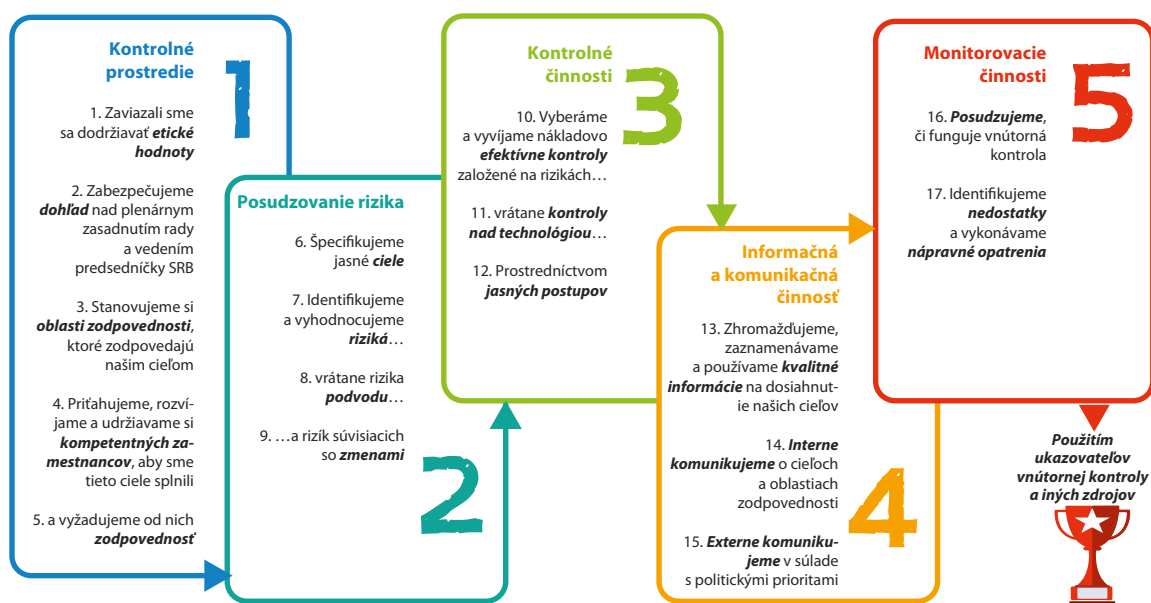 Kontrolné
prostredie
1
1. Zaviazali sme
sa dodržiavať etické
hodnoty
2. Zabezpečujeme
dohľad nad plenárnym
zasadnutím rady
a vedením
predsedníčky SRB
3. Stanovujeme si
oblasti zodpovednosti,
ktoré zodpovedajú
našim cieľom
4. Priťahujeme, rozví-
jame a udržiavame si
kompetentných za-
mestnancov, aby sme
tieto ciele splnili
5. a vyžadujeme od nich
zodpovednosť
Posudzovanie rizika
6. Špecifikujeme
jasné ciele
7. Identifikujeme
a vyhodnocujeme
riziká…
8. vrátane rizika
podvodu…
9. …a rizík súvisiacich
so zmenami
2
Kontrolné
činnosti
3
10. Vyberáme
a vyvíjame nákladovo
efektívne kontroly
založené na rizikách…
11. vrátane kontroly
nad technológiou…
12. Prostredníctvom
jasných postupov
Informačná
a komunikačná
činnosť
13. Zhromažďujeme,
zaznamenávame
a používame kvalitné
informácie na dosiahnut-
ie našich cieľov
14. Interne
komunikujeme o cieľoch
a oblastiach
zodpovednosti
15. Externe komuniku-
jeme v súlade
s politickými prioritami
4
Monitorovacie
činnosti
5
16. Posudzujeme,
či funguje vnútorná
kontrola
17. Identifikujeme
nedostatky
a vykonávame
nápravné opatrenia
Použitím
ukazovateľov
vnútornej kontroly
a iných zdrojov